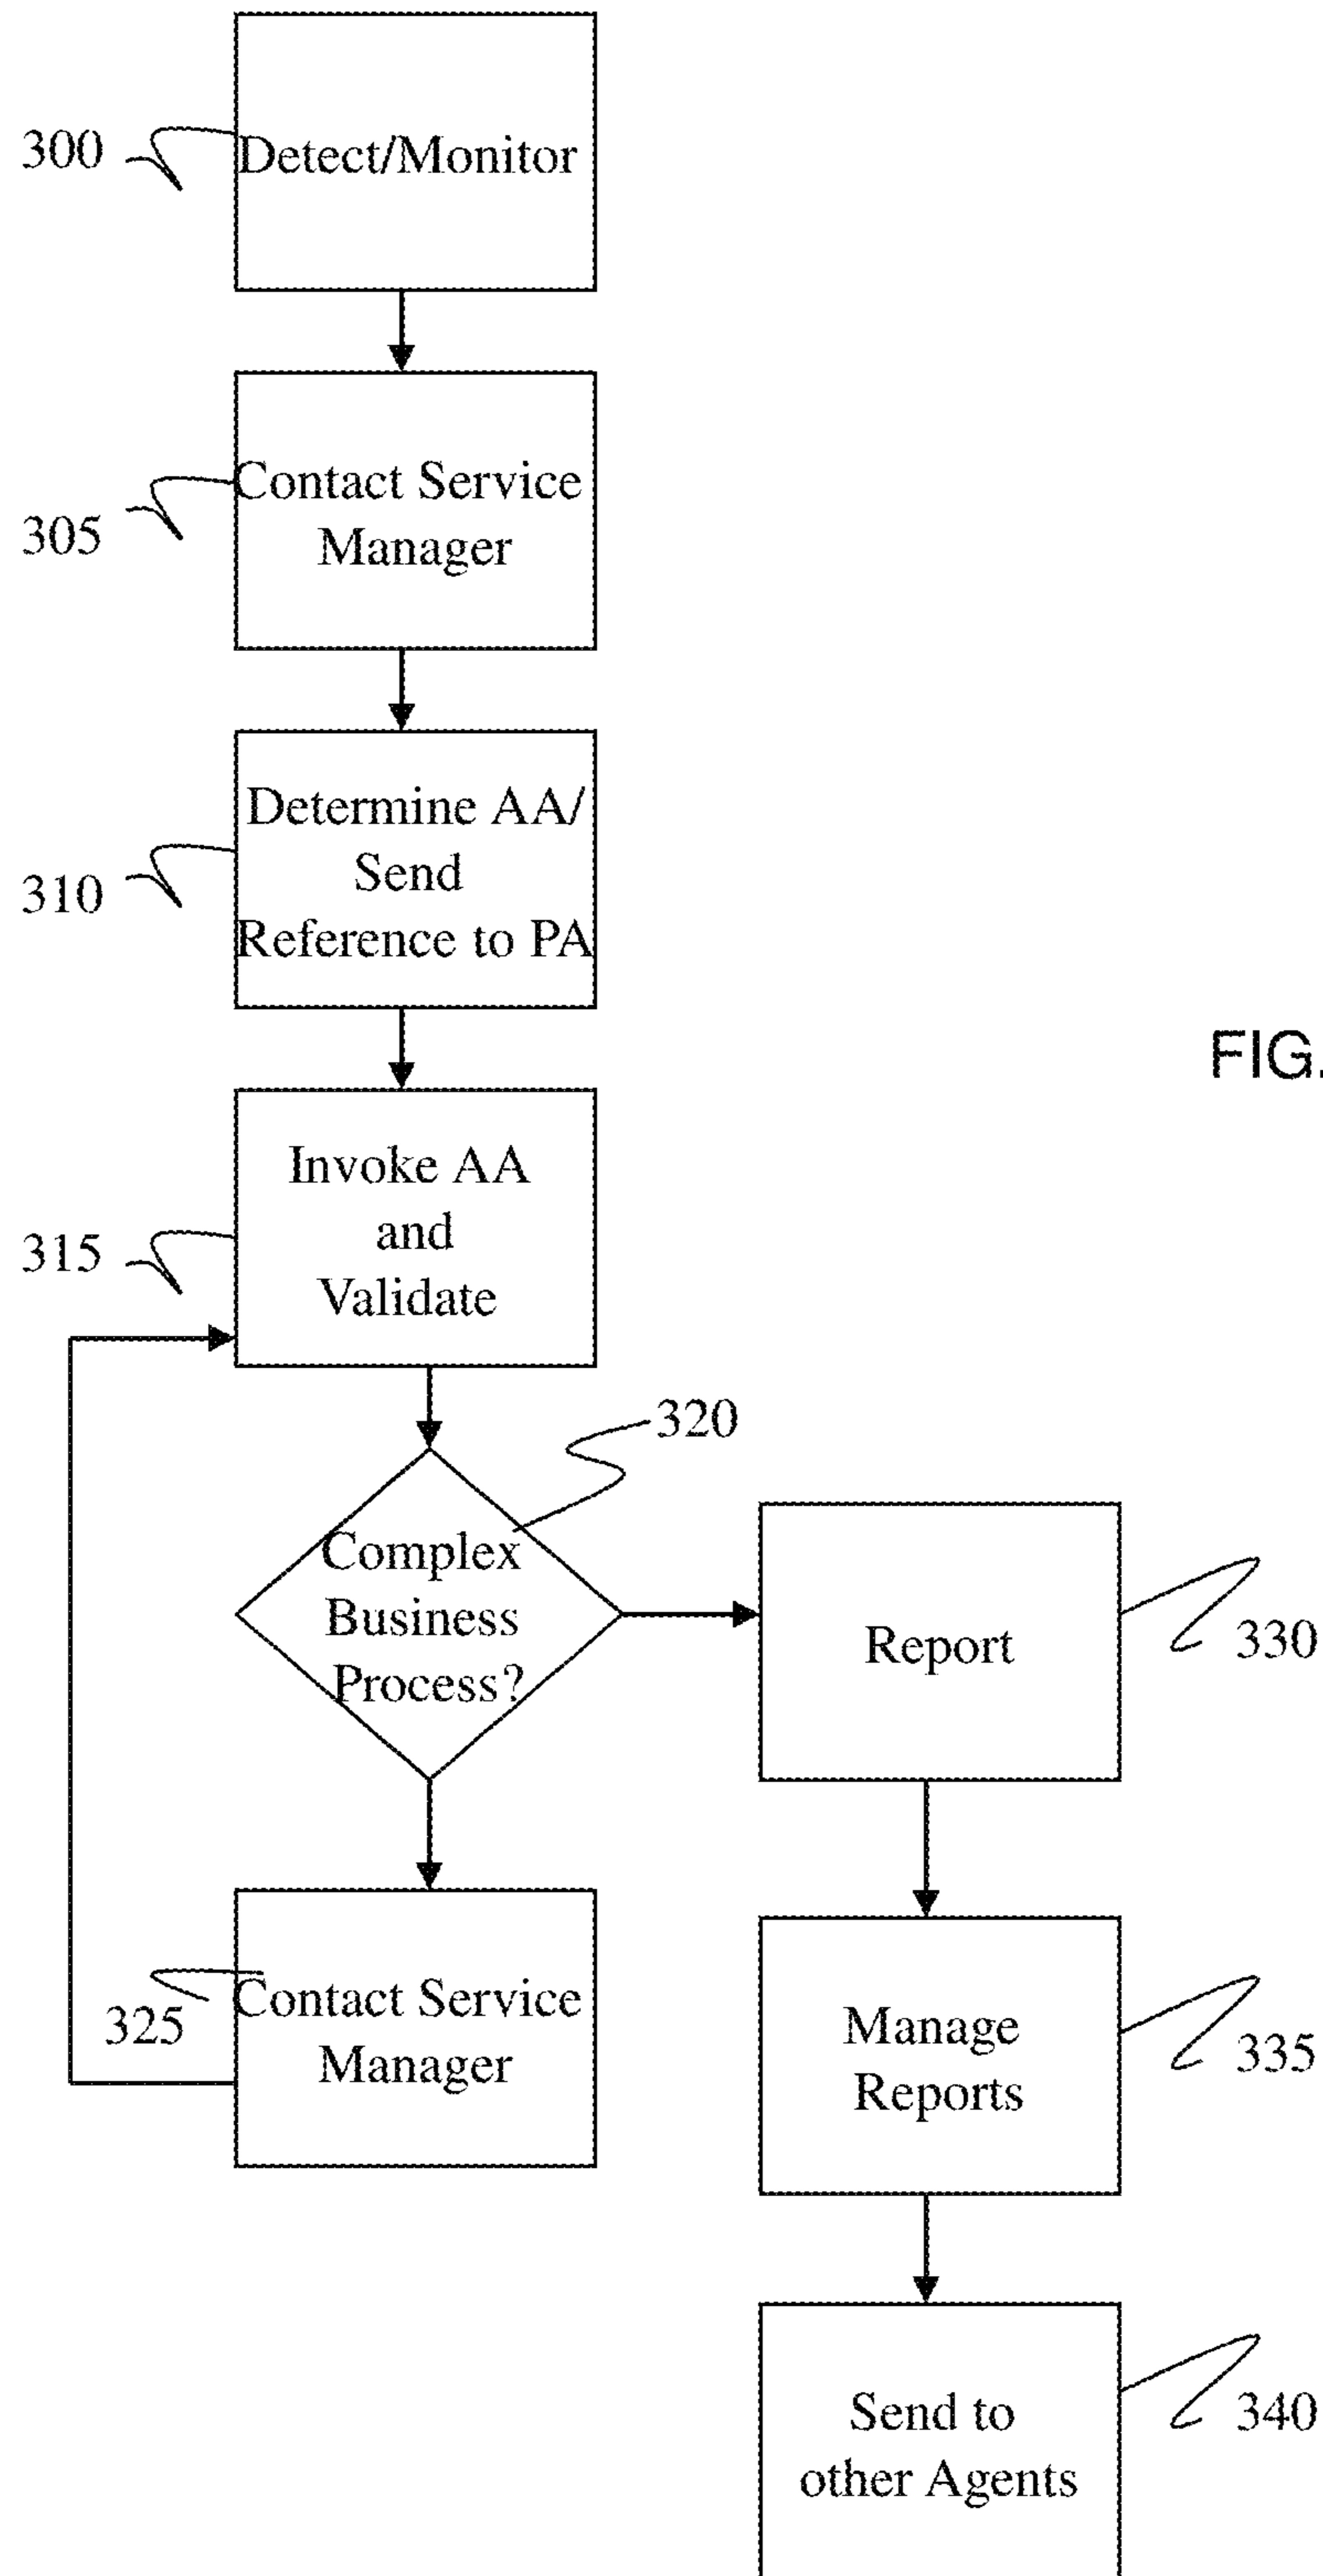 300
Detect/Monitor
305
Contact Service
Manager
310
Determine AA/
Send
Reference to PA
FIG.
315
Invoke AA
and
Validate
320
Complex
Business
Process?
Report
330
325
Contact Service
Manager
Manage
Reports
335
Send to
other Agents
340